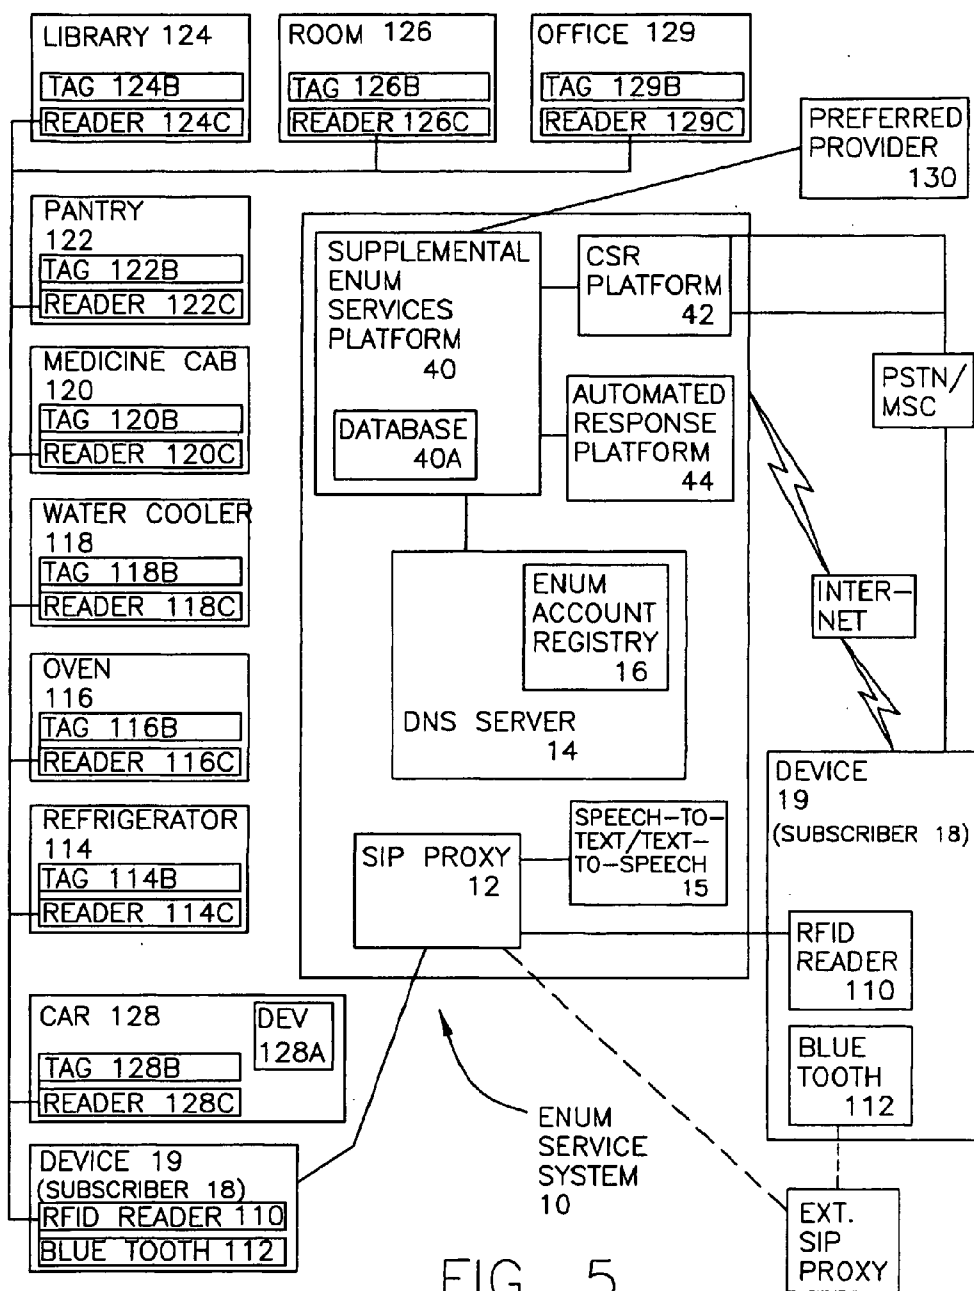 LIBRARY 124
TAG 124B
READER 124C
ROOM 126
TAG 126B
READER 126C
OFFICE 129
TAG 129B
READER 129C
PREFERRED
PROVIDER
130
PANTRY
122
TAG 122B
READER 122C
MEDICINE CAB
120
TAG 120B
READER 120C
WATER COOLER
118
TAG 118B
READER 118C
OVEN
116
TAG 116B
READER 116C
REFRIGERATOR
114
TAG 114B
READER 114C
CAR 128
DEV
128A
TAG 128B
READER 128C
DEVICE 19
(SUBSCRIBER 18)
RFID READER 110
BLUE TOOTH 112
SUPPLEMENTAL
ENUM
SERVICES
PLATFORM
40
DATABASE
40A
CSR
PLATFORM
42
AUTOMATED
RESPONSE
PLATFORM
44
PSTN/
MSC
ENUM
ACCOUNT
REGISTRY
16
DNS SERVER
14
INTER-
NET
SIP PROXY
12
SPEECH-TO-
TEXT/TEXT-
TO-SPEECH
15
DEVICE
19
(SUBSCRIBER 18)
RFID
READER
110
BLUE
TOOTH
112
ENUM
SERVICE
SYSTEM
10
EXT.
SIP
PROXY
FIG. 5